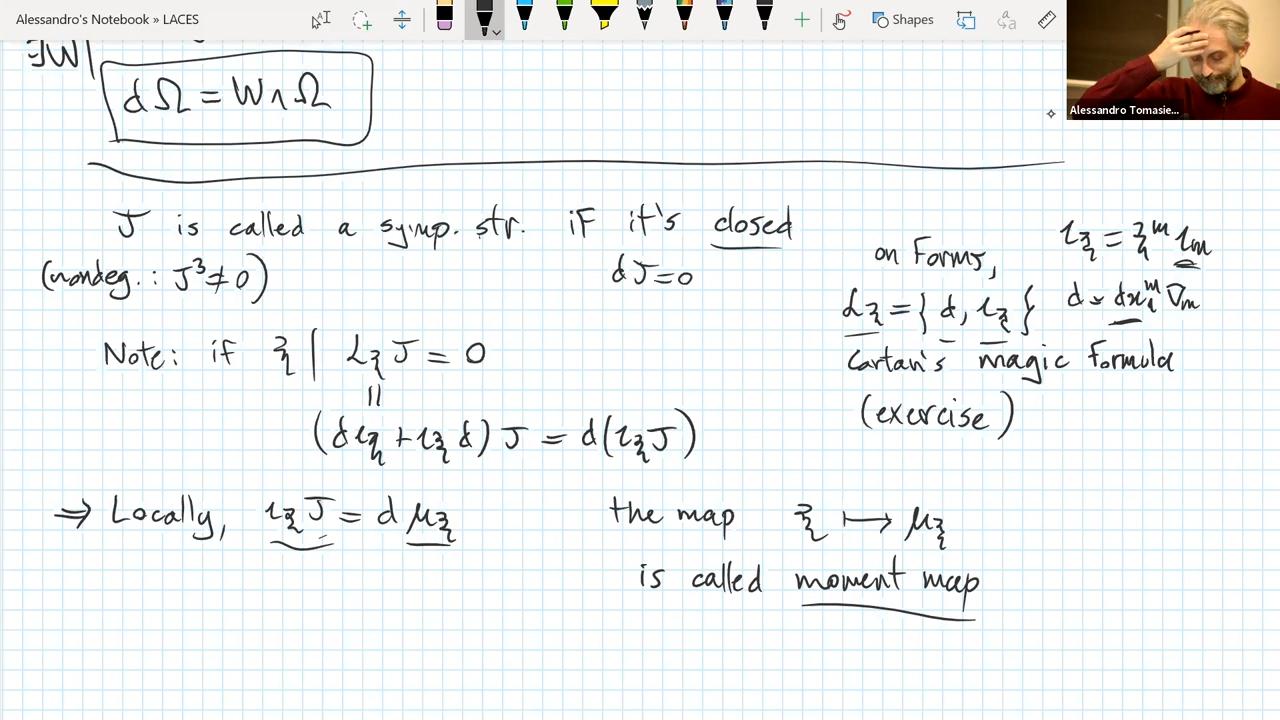 Alessandro's Notebook » LACES
Shapes
Alessandro Tomasie...
∃W|
dΩ = W∧Ω
J is called a symp. str. if it's closed
(nondeg.: J³≠0)
dJ=0
on Forms,
ι_ξ = ξ^m ι_m
L_ξ = { d, ι_ξ }
d = dx^m ∇_m
Cartan's magic Formula
(exercise)
Note: if ξ | L_ξ J = 0
||
(dι_ξ + ι_ξ d) J = d(ι_ξ J)
⇒ Locally, ι_ξ J = d μ_ξ
the map ξ ↦ μ_ξ
is called moment map